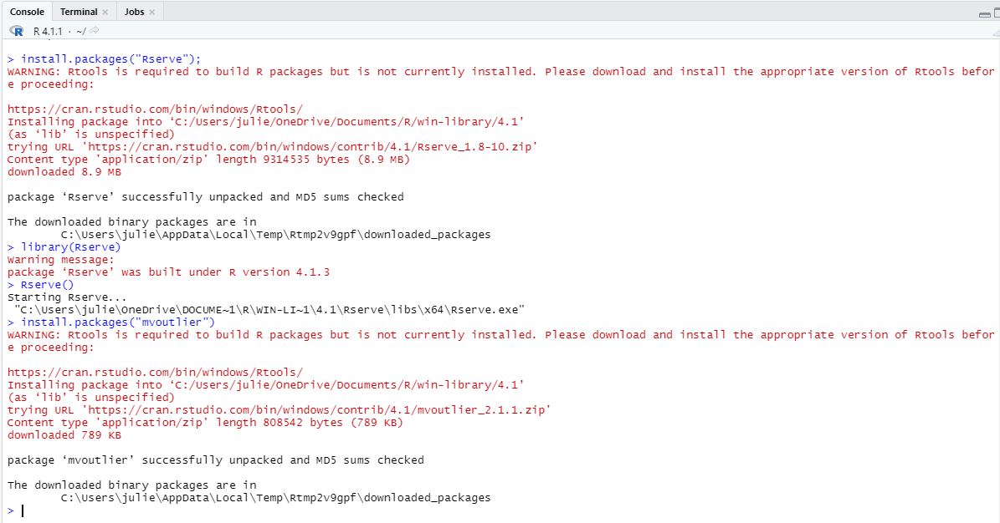 Console Terminal Jobs
R R 4.1.1 · ~/
> install.packages("Rserve");
WARNING: Rtools is required to build R packages but is not currently installed. Please download and install the appropriate version of Rtools befor
e proceeding:
https://cran.rstudio.com/bin/windows/Rtools/
Installing package into ‘C:/Users/julie/OneDrive/Documents/R/win-library/4.1’
(as ‘lib’ is unspecified)
trying URL 'https://cran.rstudio.com/bin/windows/contrib/4.1/Rserve_1.8-10.zip'
Content type 'application/zip' length 9314535 bytes (8.9 MB)
downloaded 8.9 MB
package ‘Rserve’ successfully unpacked and MD5 sums checked
The downloaded binary packages are in
C:\Users\julie\AppData\Local\Temp\Rtmp2v9gpf\downloaded_packages
> library(Rserve)
Warning message:
package ‘Rserve’ was built under R version 4.1.3
> Rserve()
Starting Rserve...
"C:\Users\julie\OneDrive\DOCUME~1\R\WIN-LI~1\4.1\Rserve\libs\x64\Rserve.exe"
> install.packages("mvoutlier")
WARNING: Rtools is required to build R packages but is not currently installed. Please download and install the appropriate version of Rtools befor
e proceeding:
https://cran.rstudio.com/bin/windows/Rtools/
Installing package into ‘C:/Users/julie/OneDrive/Documents/R/win-library/4.1’
(as ‘lib’ is unspecified)
trying URL 'https://cran.rstudio.com/bin/windows/contrib/4.1/mvoutlier_2.1.1.zip'
Content type 'application/zip' length 808542 bytes (789 KB)
downloaded 789 KB
package ‘mvoutlier’ successfully unpacked and MD5 sums checked
The downloaded binary packages are in
C:\Users\julie\AppData\Local\Temp\Rtmp2v9gpf\downloaded_packages
>